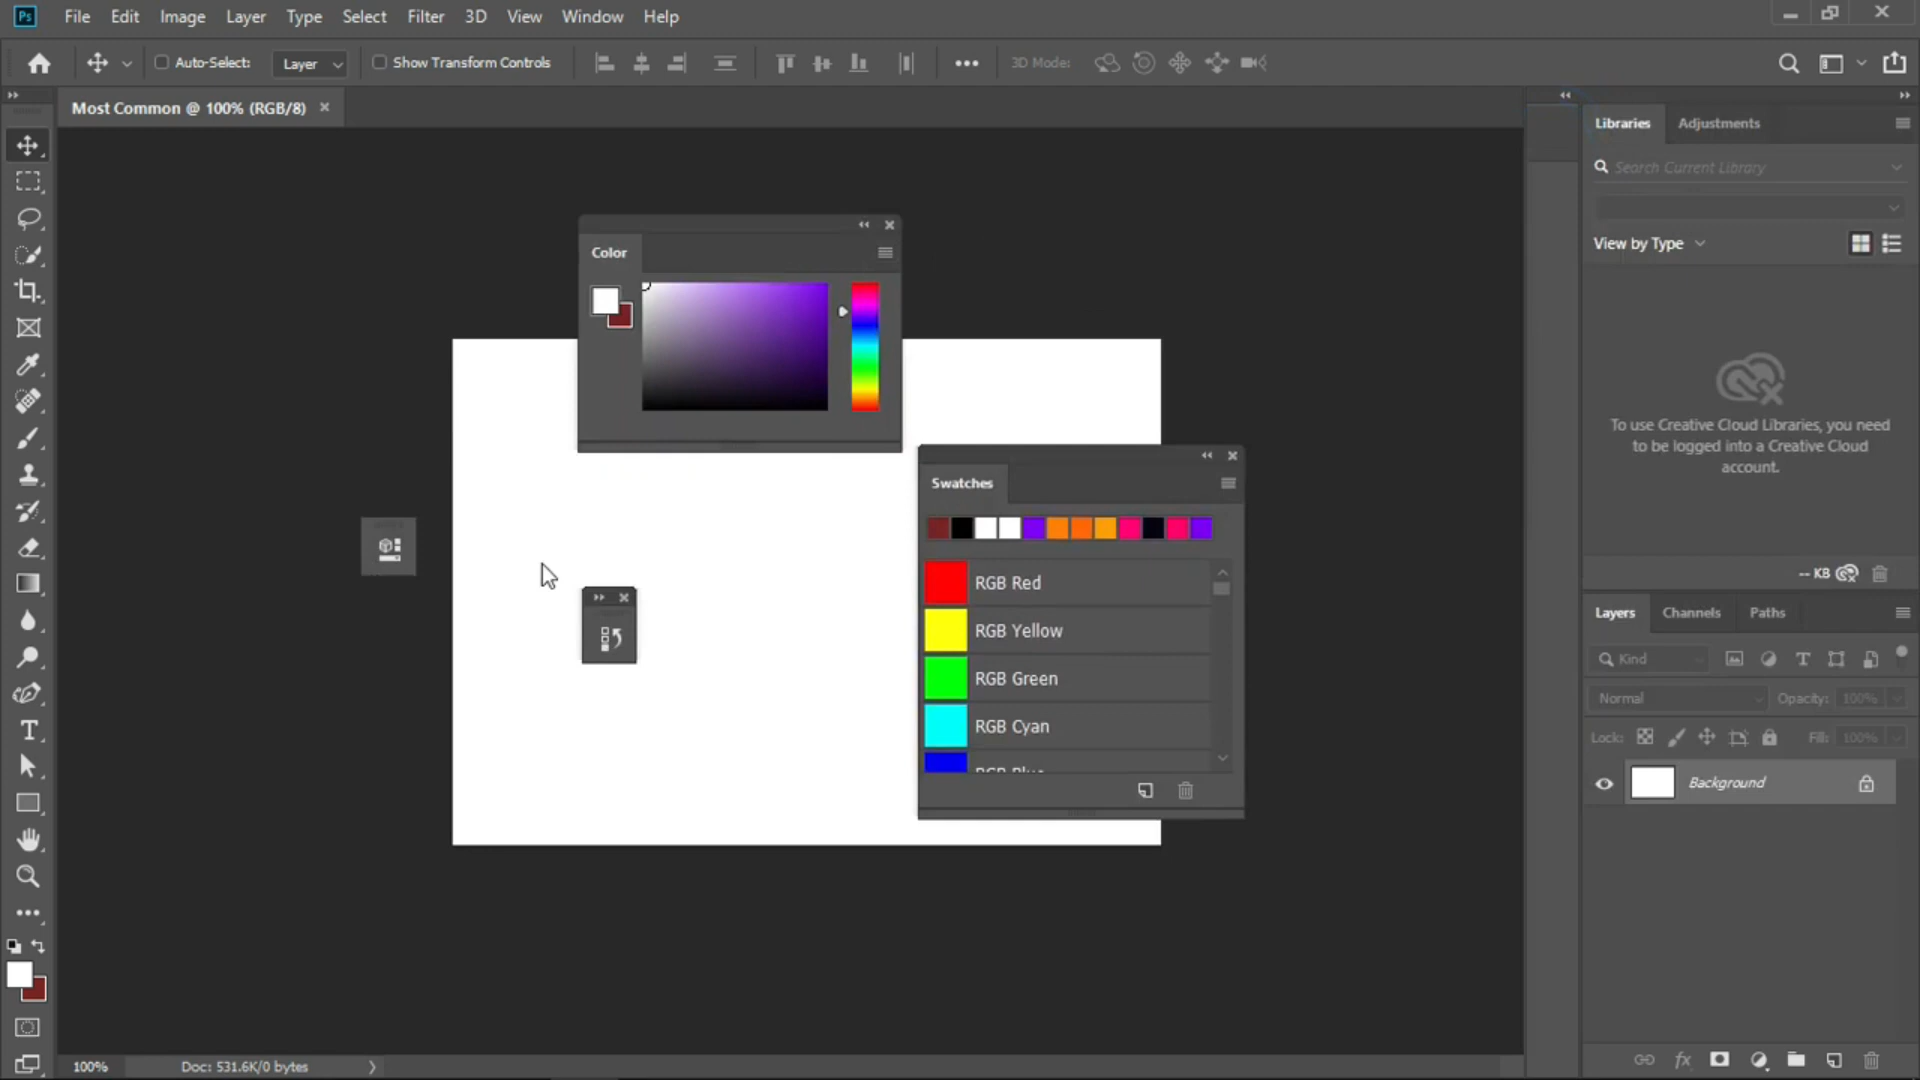 Ps File Edit Image Layer Type Select Filter 3D View Window Help
Auto-Select: Layer Show Transform Controls 3D Mode:
Most Common @ 100% (RGB/8)
Libraries Adjustments
Search Current Library
View by Type
To use Creative Cloud Libraries, you need
to be logged into a Creative Cloud
account.
-- KB
Color
Swatches
RGB Red
RGB Yellow
RGB Green
RGB Cyan
RGB Blue
Layers Channels Paths
Kind
Normal Opacity: 100%
Lock: Fill: 100%
Background
100% Doc: 531.6K/0 bytes